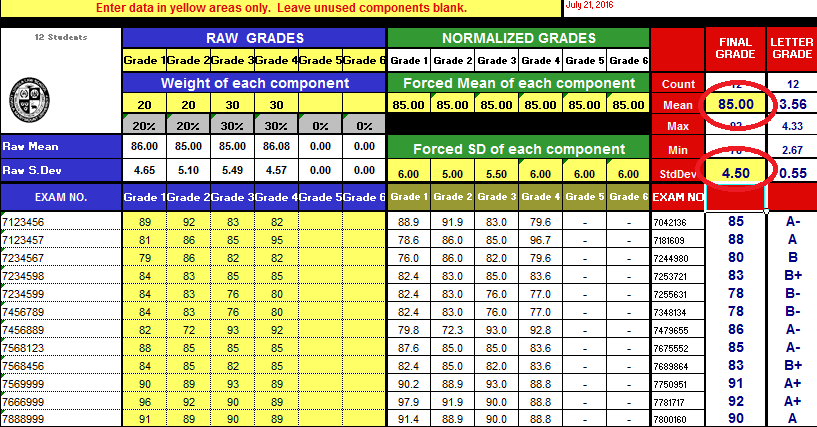 Enter data in yellow areas only. Leave unused components blank. July 21, 2016
12 Students RAW GRADES NORMALIZED GRADES FINAL GRADE LETTER GRADE
Grade 1 Grade 2 Grade 3 Grade 4 Grade 5 Grade 6 Grade 1 Grade 2 Grade 3 Grade 4 Grade 5 Grade 6
Weight of each component Forced Mean of each component Count 12 12
20 20 30 30 85.00 85.00 85.00 85.00 85.00 85.00 Mean 85.00 3.56
20% 20% 30% 30% 0% 0% Max 4.33
Raw Mean 86.00 85.00 85.00 86.08 0.00 0.00 Forced SD of each component Min 2.67
Raw S.Dev 4.65 5.10 5.49 4.57 0.00 0.00 6.00 5.00 5.50 6.00 6.00 6.00 StdDev 4.50 0.55
EXAM NO. Grade 1 Grade 2 Grade 3 Grade 4 Grade 5 Grade 6 Grade 1 Grade 2 Grade 3 Grade 4 Grade 5 Grade 6 EXAM NO
7123456 89 92 83 82 88.9 91.9 83.0 79.6 - - 7042136 85 A-
7123457 81 86 85 95 78.6 86.0 85.0 96.7 - - 7181609 88 A
7234567 79 86 82 82 76.0 86.0 82.0 79.6 - - 7244980 80 B
7234598 84 83 85 85 82.4 83.0 85.0 83.6 - - 7253721 83 B+
7234599 84 83 76 80 82.4 83.0 76.0 77.0 - - 7255631 78 B-
7456789 84 83 76 80 82.4 83.0 76.0 77.0 - - 7348134 78 B-
7456889 82 72 93 92 79.8 72.3 93.0 92.8 - - 7479655 86 A-
7568123 88 85 85 85 87.6 85.0 85.0 83.6 - - 7675552 85 A-
7568456 84 85 82 85 82.4 85.0 82.0 83.6 - - 7689864 83 B+
7569999 90 89 93 89 90.2 88.9 93.0 88.8 - - 7750951 91 A+
7666999 96 92 90 89 97.9 91.9 90.0 88.8 - - 7781717 92 A+
7888999 91 89 90 89 91.4 88.9 90.0 88.8 - - 7800160 90 A